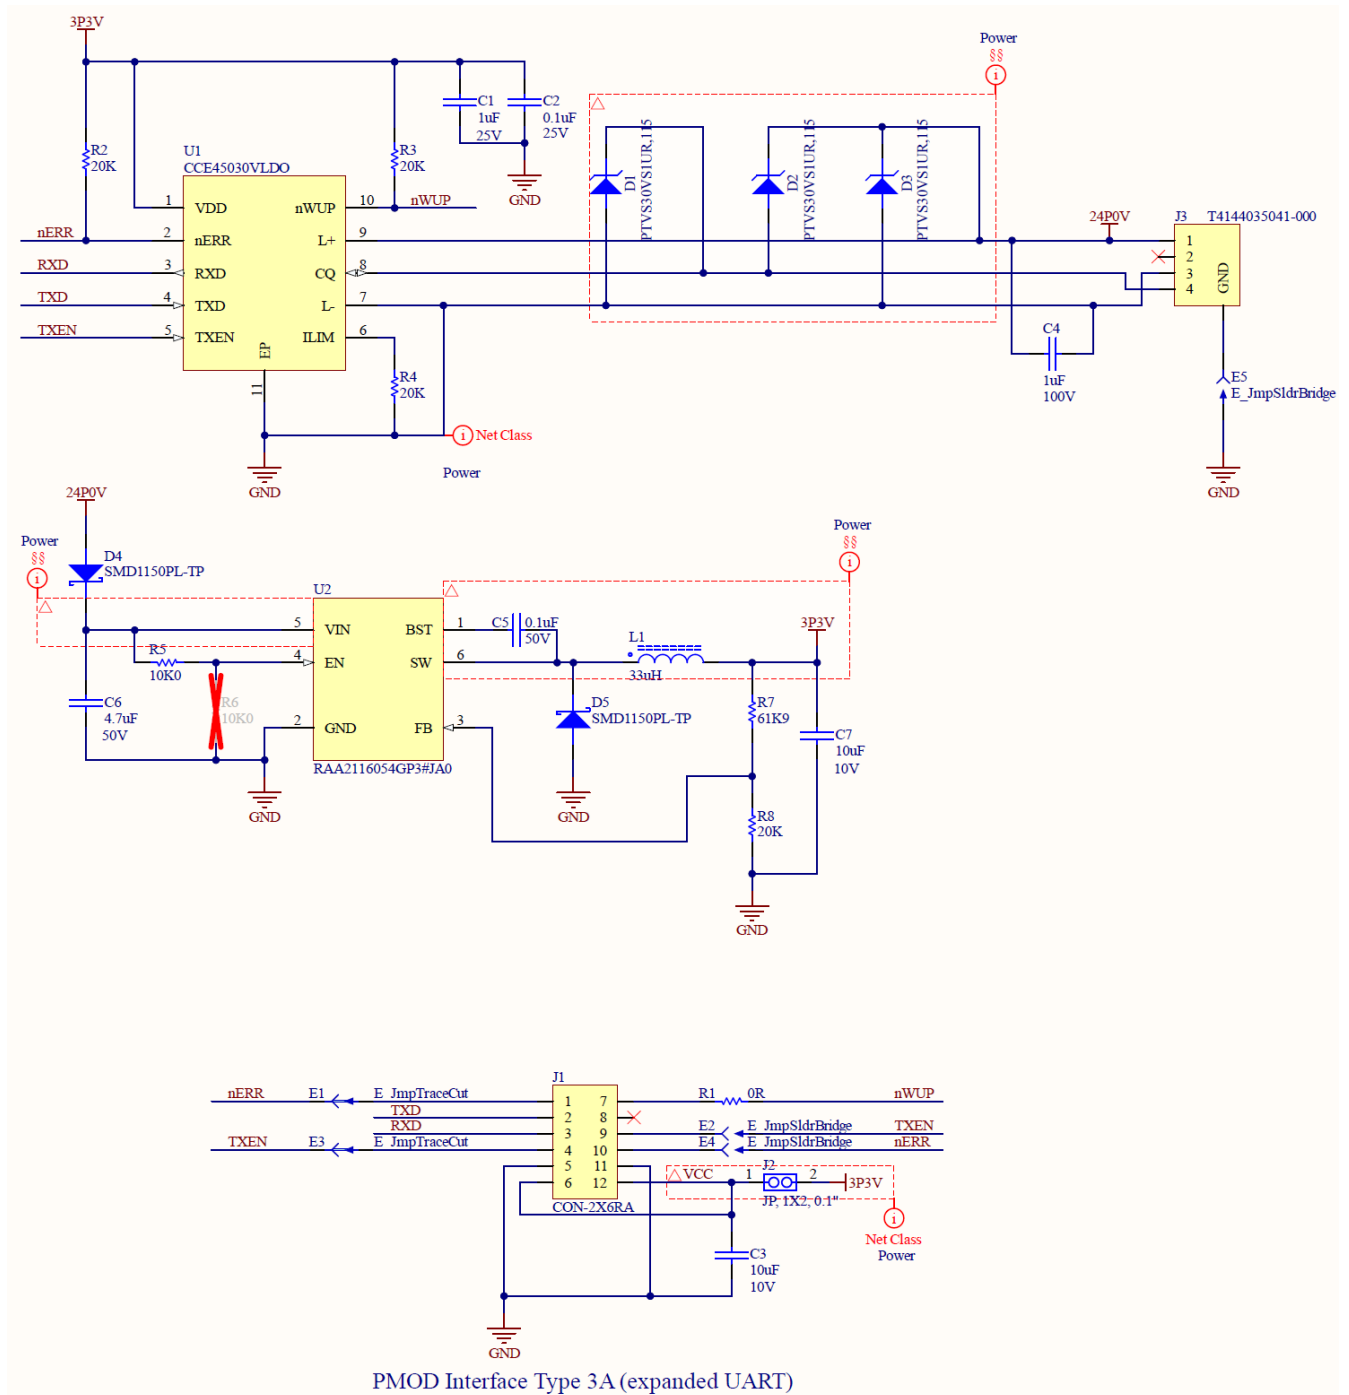 3P3V
R2
20K
U1
CCE45030VLDO
R3
20K
C1
1uF
25V
C2
0.1uF
25V
GND
1
VDD
nERR
2
nERR
RXD
3
RXD
TXD
4
TXD
TXEN
5
TXEN
EP
11
nWUP
10
nWUP
L+
9
CQ
8
L-
7
ILIM
6
R4
20K
GND
i
Net Class
Power
Power
§§
i
D1
PTVS30VS1UR,115
D2
PTVS30VS1UR,115
D3
PTVS30VS1UR,115
24P0V
J3
T4144035041-000
1
2
3
4
GND
C4
1uF
100V
E5
E_JmpSldrBridge
GND
24P0V
Power
§§
i
D4
SMD1150PL-TP
U2
5
VIN
4
EN
2
GND
BST
1
SW
6
FB
3
RAA2116054GP3#JA0
R5
10K0
R6
10K0
C6
4.7uF
50V
GND
C5
0.1uF
50V
Power
§§
i
L1
33uH
3P3V
D5
SMD1150PL-TP
GND
R7
61K9
C7
10uF
10V
R8
20K
GND
J1
nERR
E1
E_JmpTraceCut
1
7
R1
0R
nWUP
TXD
2
8
RXD
3
9
E2
E_JmpSldrBridge
TXEN
TXEN
E3
E_JmpTraceCut
4
10
E4
E_JmpSldrBridge
nERR
5
11
6
12
VCC
1
J2
2
3P3V
CON-2X6RA
JP, 1X2, 0.1"
i
Net Class
Power
C3
10uF
10V
GND
PMOD Interface Type 3A (expanded UART)